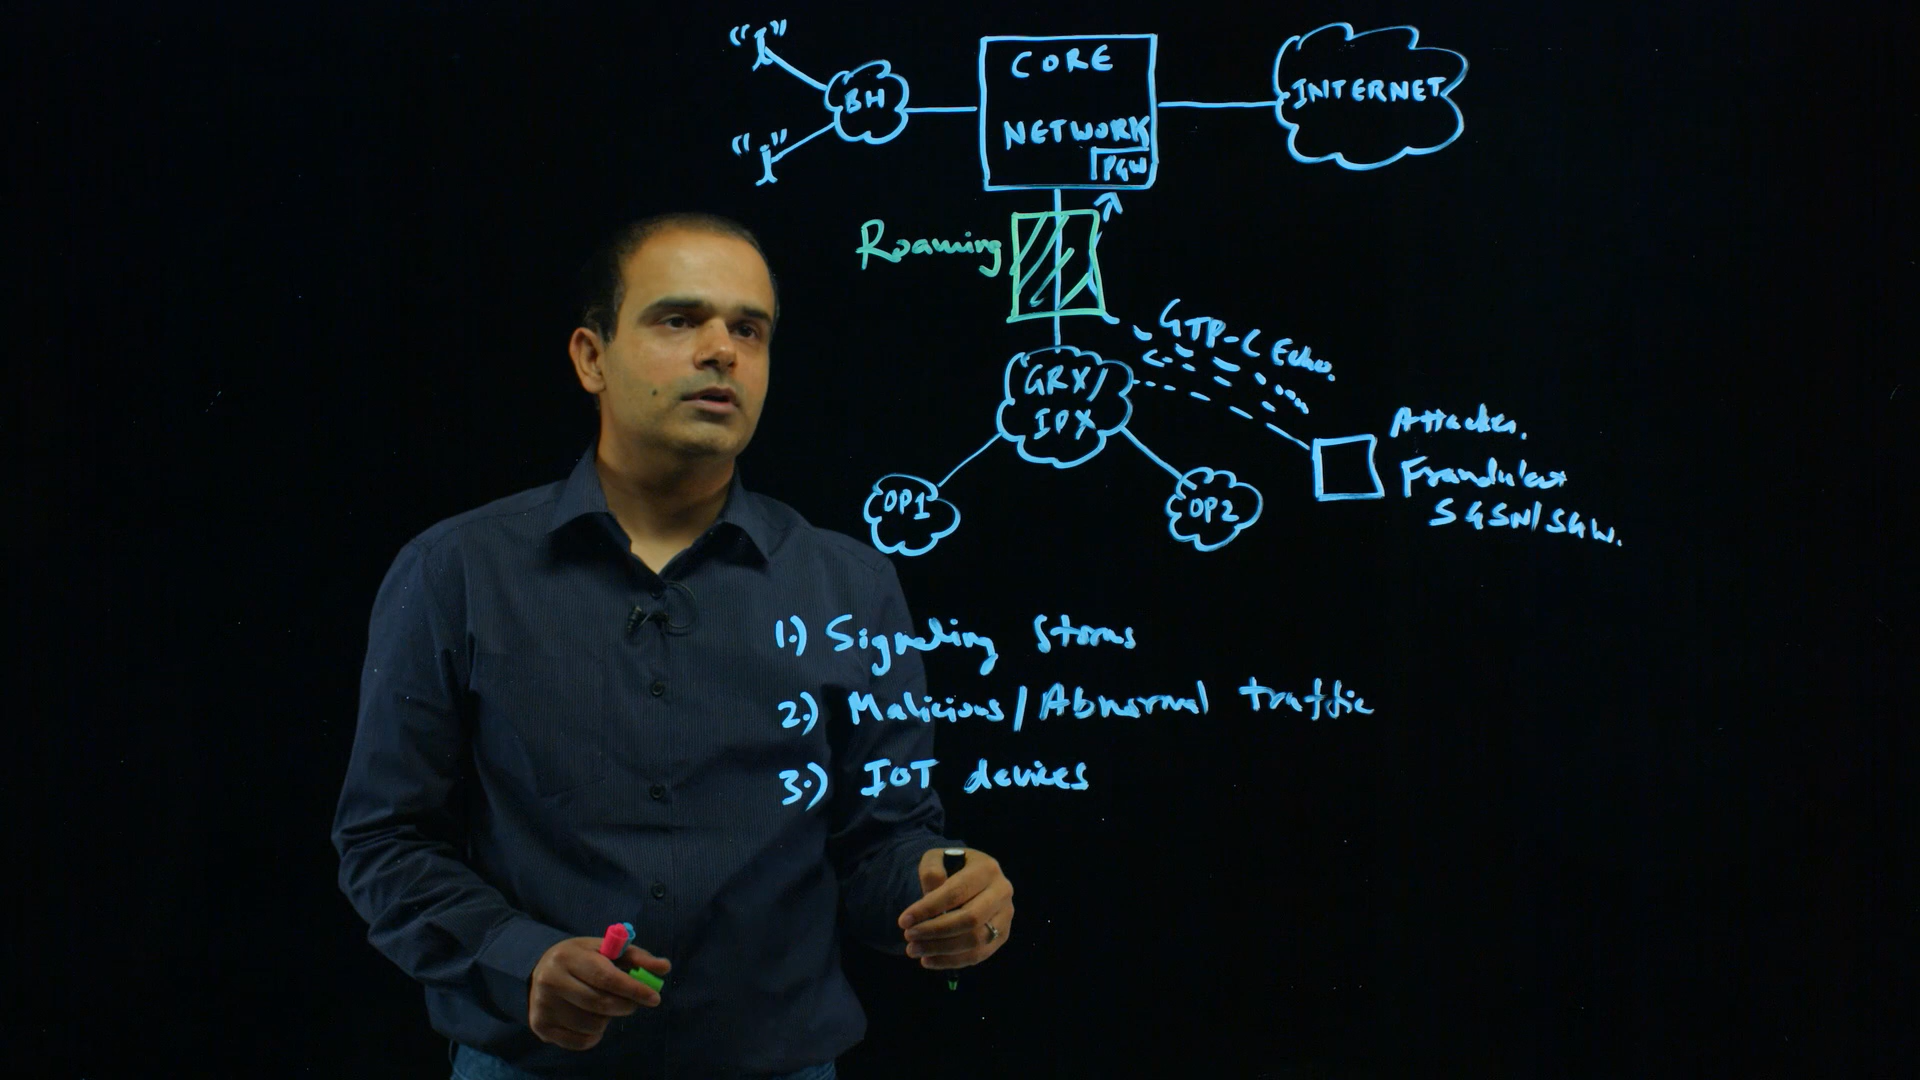 CORE
NETWORK
PGW
BH
INTERNET
Roaming
GTP-C Echo.
GRX/
IPX
OP1
OP2
Attacker.
Fraudulent
SGSN/SGW.
1.) Signaling Storms
2.) Malicious/Abnormal traffic
3.) IOT devices